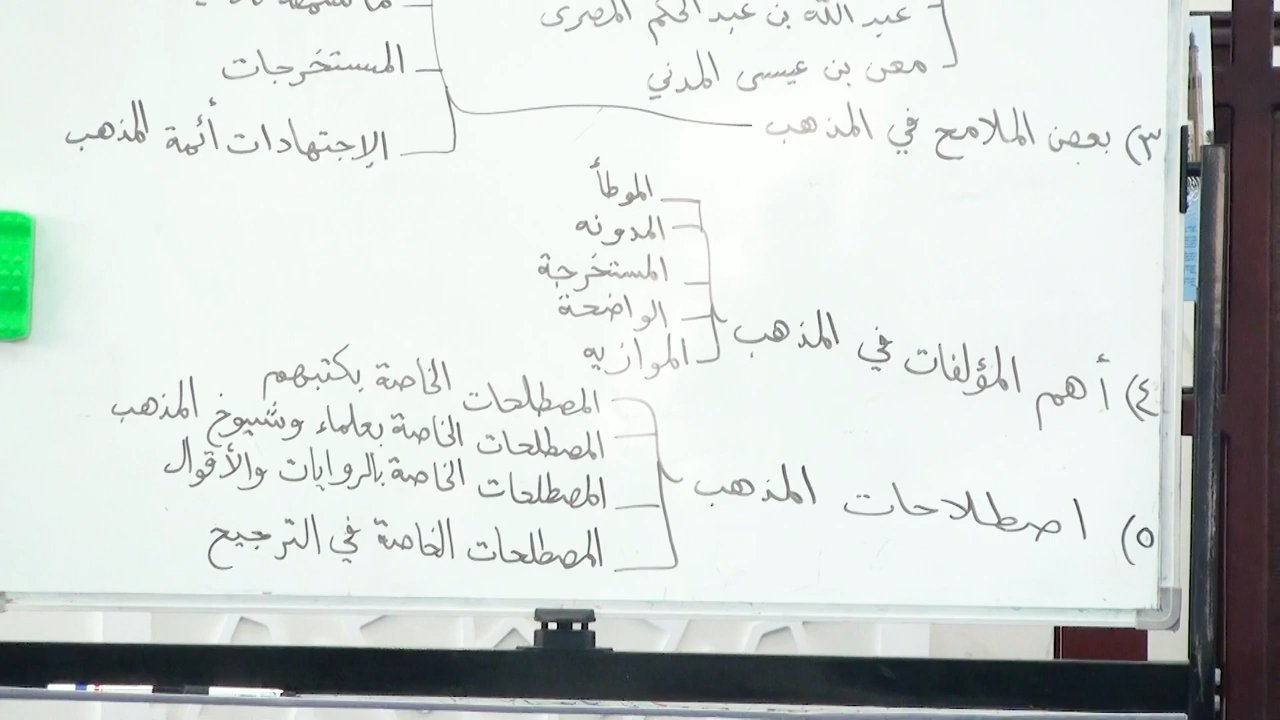 عبد الله بن عبد الحكم المصرى
معن بن عيسى المدني
٣) بعض الملامح في المذهب
المستخرجات
الإجتهادات أئمة المذهب
٤) أهم المؤلفات في المذهب
الموطأ
المدونه
المستخرجة
الواضحة
الموازيه
٥) اصطلاحات المذهب
المصطلحات الخاصة بكتبهم
المصطلحات الخاصة بعلماء وشيوخ المذهب
المصطلحات الخاصة بالروايات والأقوال
المصطلحات الخاصة في الترجيح